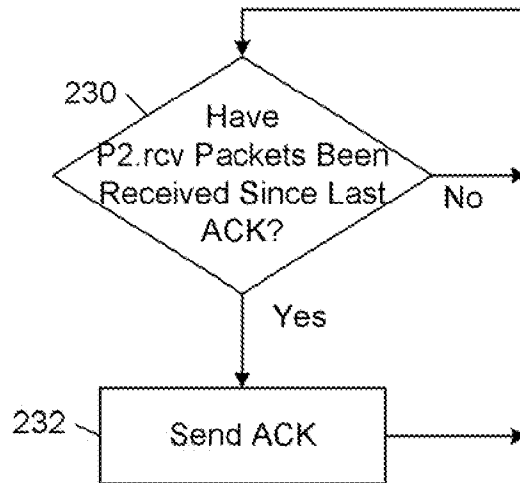 230
Have
P2.rcv Packets Been
Received Since Last
ACK?
No
Yes
232
Send ACK